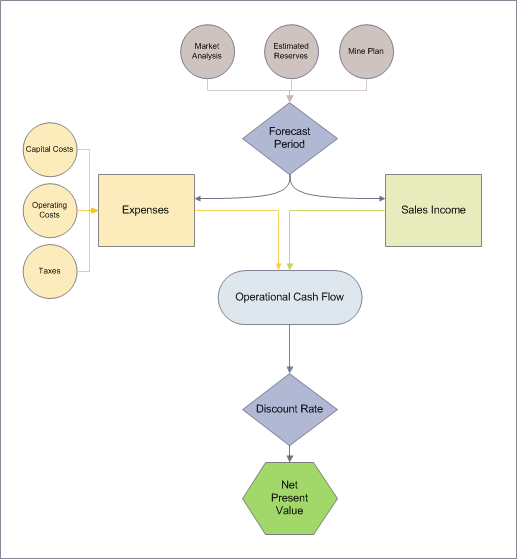 Market
Analysis
Estimated
Reserves
Mine Plan
Forecast
Period
Capital Costs
Operating
Costs
Taxes
Expenses
Sales Income
Operational Cash Flow
Discount Rate
Net
Present
Value